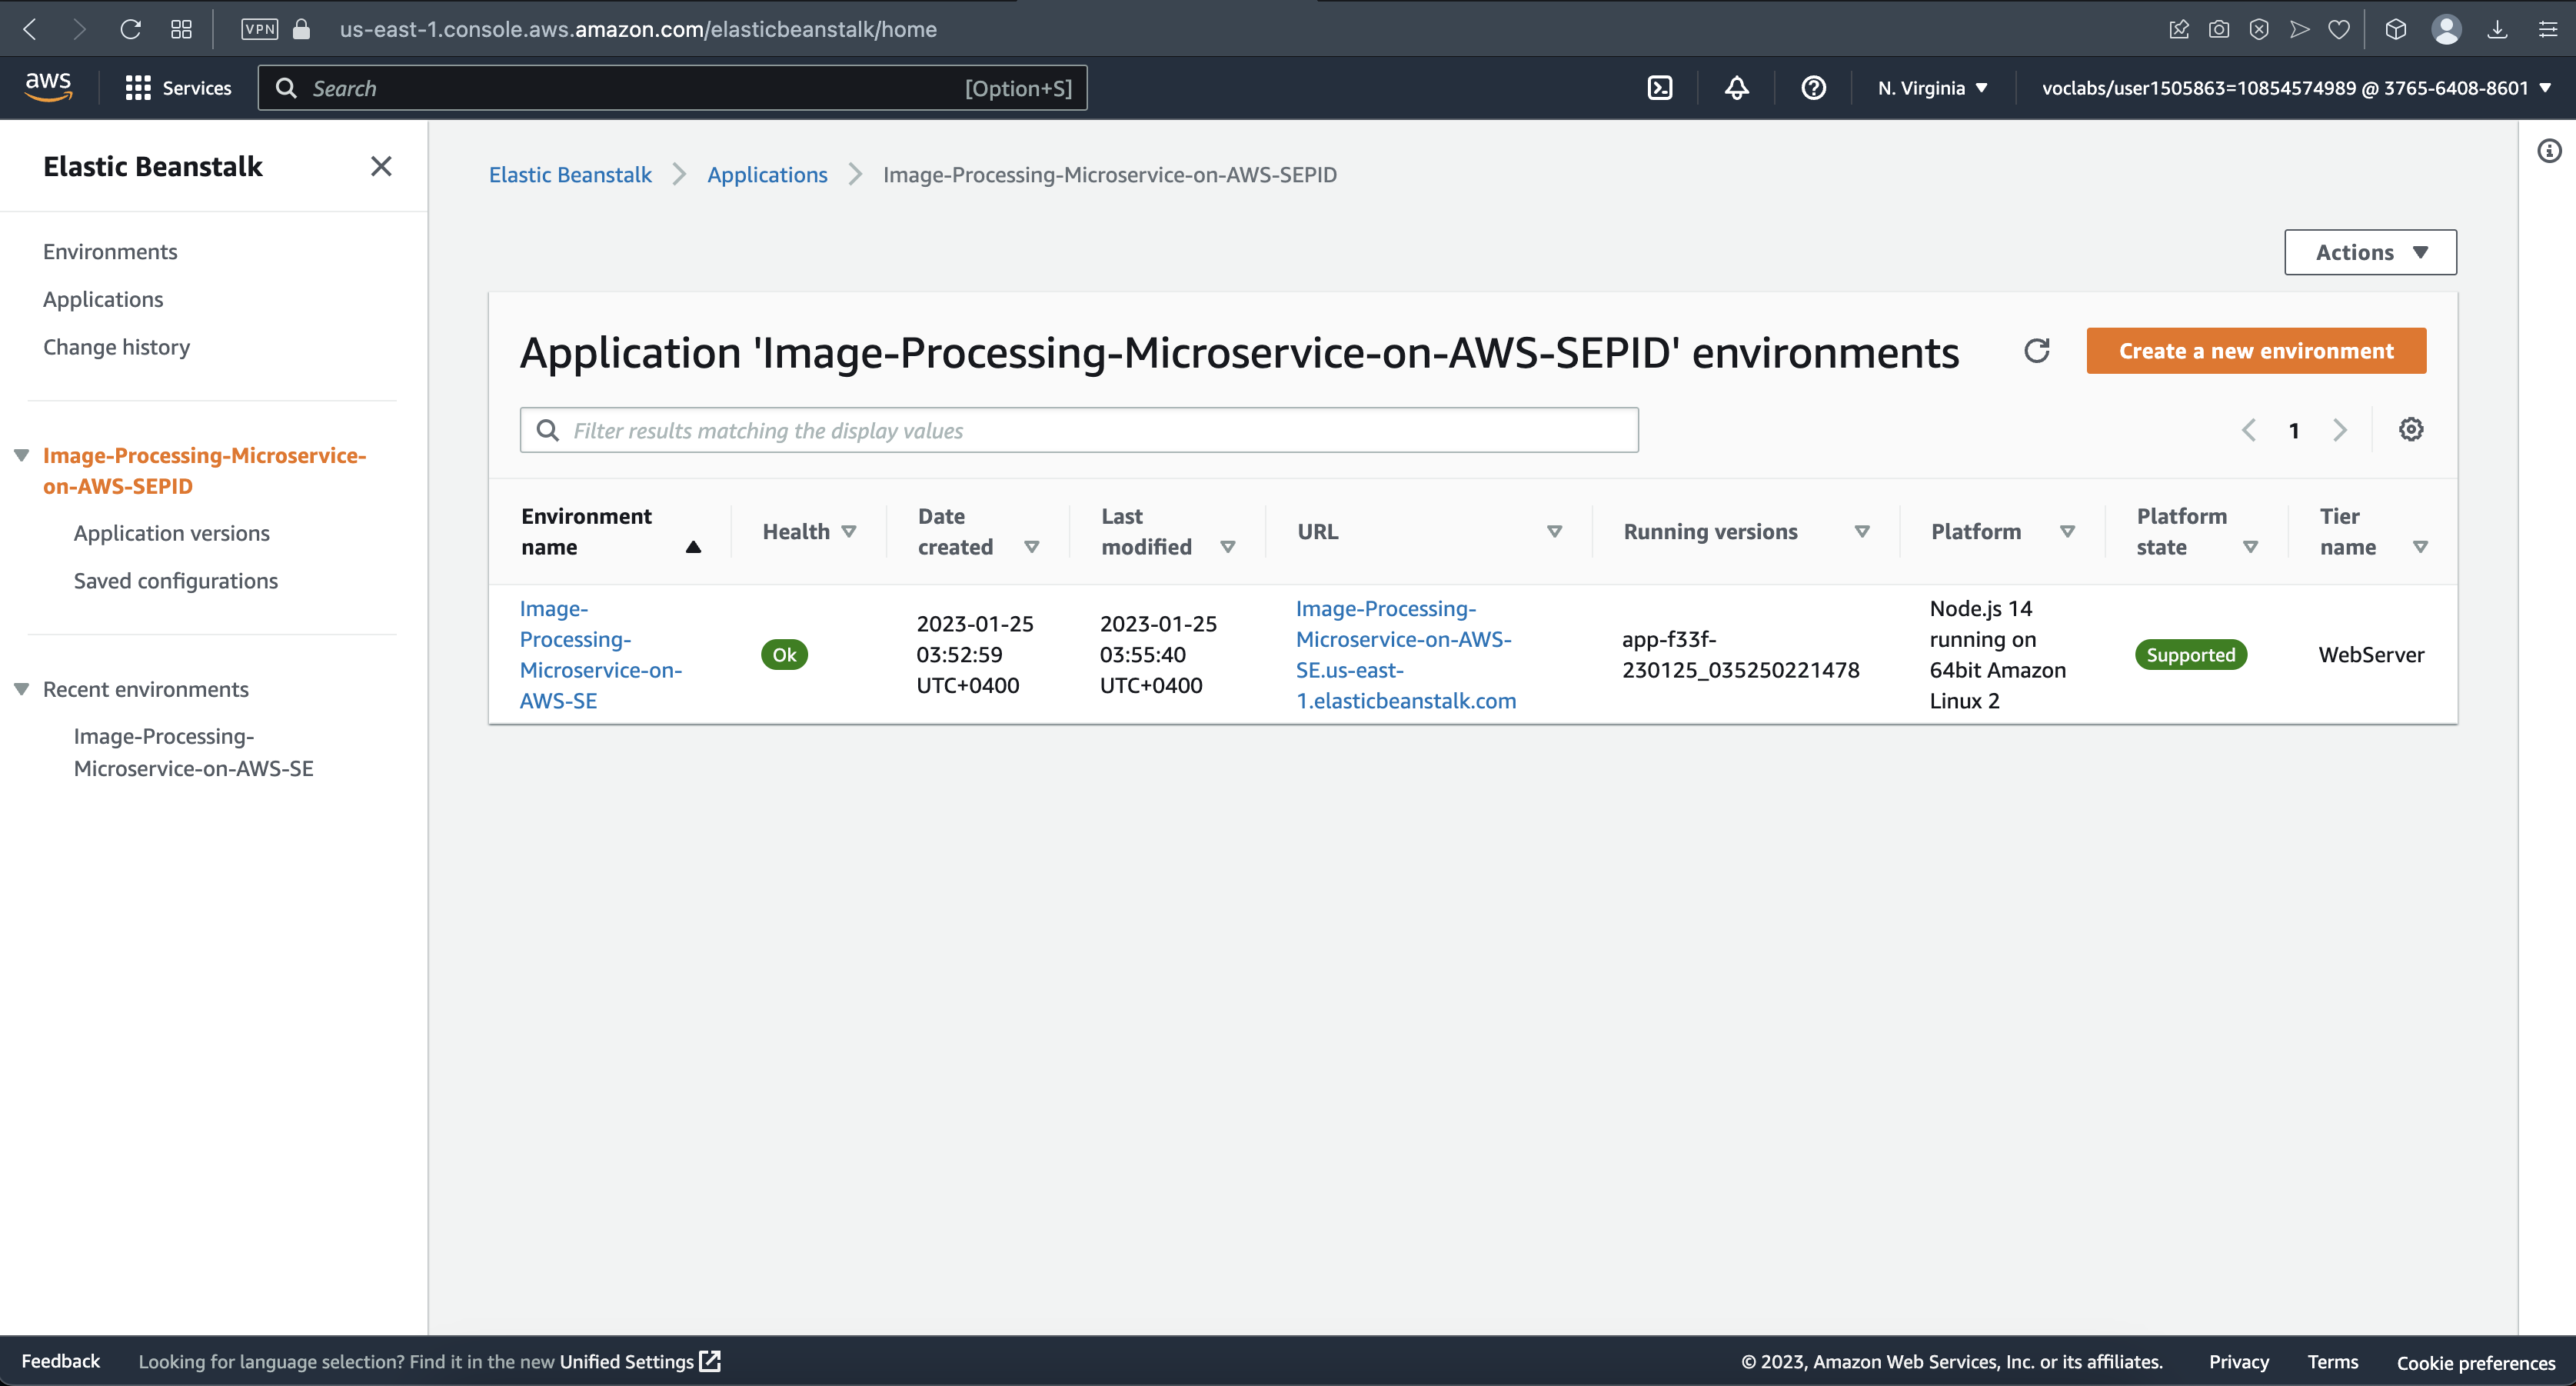 VPN
us-east-1.console.aws.amazon.com/elasticbeanstalk/home
aws
Services
Search
[Option+S]
N. Virginia
voclabs/user1505863=10854574989 @ 3765-6408-8601
Elastic Beanstalk
Environments
Applications
Change history
Image-Processing-Microservice-
on-AWS-SEPID
Application versions
Saved configurations
Recent environments
Image-Processing-
Microservice-on-AWS-SE
Elastic Beanstalk
Applications
Image-Processing-Microservice-on-AWS-SEPID
Actions
Application 'Image-Processing-Microservice-on-AWS-SEPID' environments
Create a new environment
Filter results matching the display values
1
Environment
name
Health
Date
created
Last
modified
URL
Running versions
Platform
Platform
state
Tier
name
Image-
Processing-
Microservice-on-
AWS-SE
Ok
2023-01-25
03:52:59
UTC+0400
2023-01-25
03:55:40
UTC+0400
Image-Processing-
Microservice-on-AWS-
SE.us-east-
1.elasticbeanstalk.com
app-f33f-
230125_035250221478
Node.js 14
running on
64bit Amazon
Linux 2
Supported
WebServer
Feedback
Looking for language selection? Find it in the new Unified Settings
© 2023, Amazon Web Services, Inc. or its affiliates.
Privacy
Terms
Cookie preferences